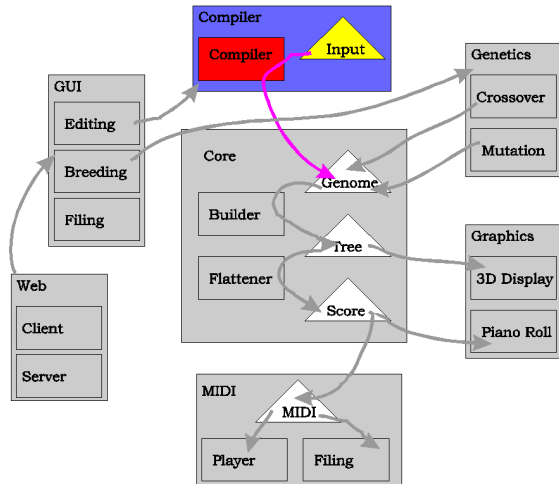 Compiler
Compiler
Input
GUI
Editing
Breeding
Filing
Genetics
Crossover
Mutation
Core
Genome
Builder
Tree
Flattener
Score
Graphics
3D Display
Piano Roll
Web
Client
Server
MIDI
MIDI
Player
Filing